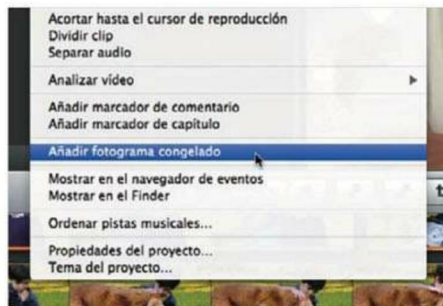 Acortar hasta el cursor de reproducción
Dividir clip
Separar audio
Analizar vídeo
Añadir marcador de comentario
Añadir marcador de capítulo
Añadir fotograma congelado
Mostrar en el navegador de eventos
Mostrar en el Finder
Ordenar pistas musicales...
Propiedades del proyecto...
Tema del proyecto...